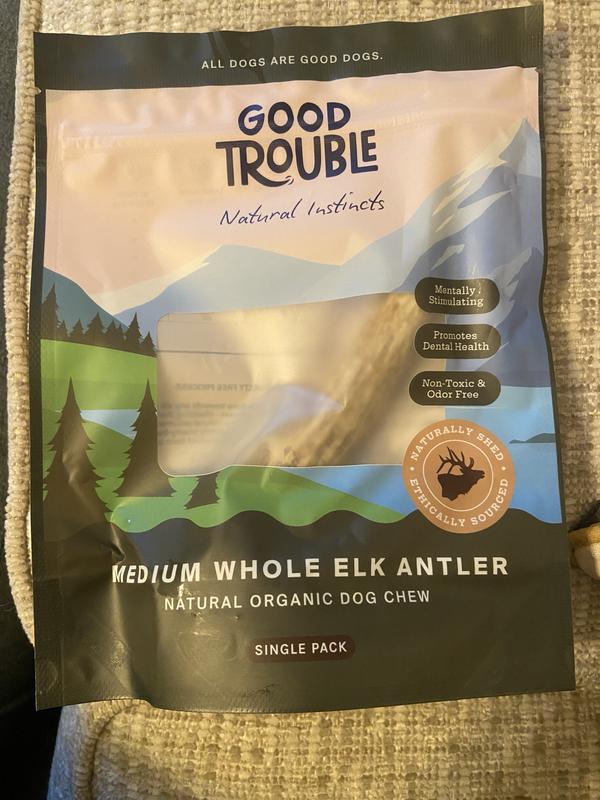 ALL DOGS ARE GOOD DOGS.
GOOD
TROUBLE
Natural Instincts
Mentally
Stimulating
Promotes
Dental Health
Non-Toxic &
Odor Free
NATURALLY SHED
ETHICALLY SOURCED
MEDIUM WHOLE ELK ANTLER
NATURAL ORGANIC DOG CHEW
SINGLE PACK